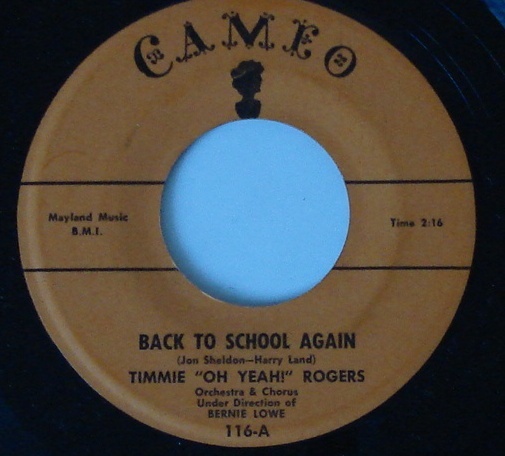 CAMEO
Mayland Music
B.M.I.
Time 2:16
BACK TO SCHOOL AGAIN
(Jon Sheldon—Harry Land)
TIMMIE "OH YEAH!" ROGERS
Orchestra & Chorus
Under Direction of
BERNIE LOWE
116-A